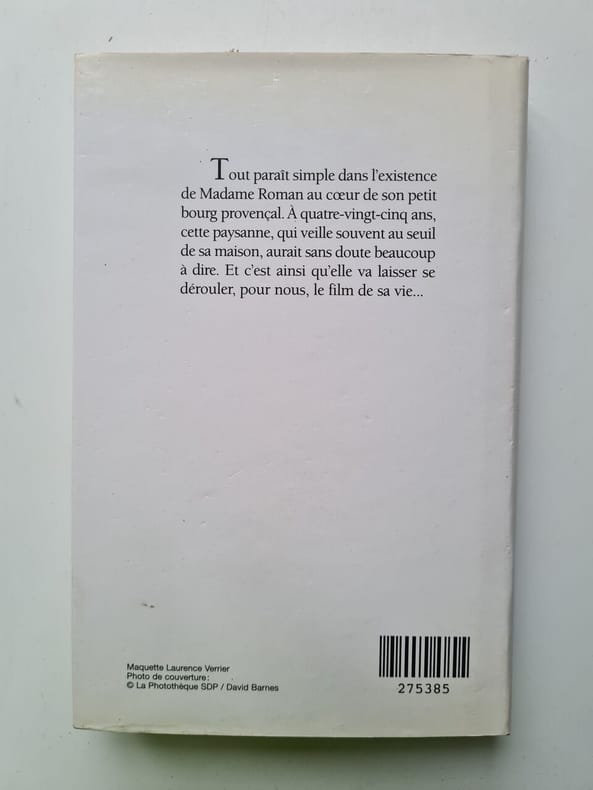 Tout paraît simple dans l'existence
de Madame Roman au cœur de son petit
bourg provençal. À quatre-vingt-cinq ans,
cette paysanne, qui veille souvent au seuil
de sa maison, aurait sans doute beaucoup
à dire. Et c'est ainsi qu'elle va laisser se
dérouler, pour nous, le film de sa vie...
Maquette Laurence Verrier
Photo de couverture:
© La Photothèque SDP / David Barnes
275385